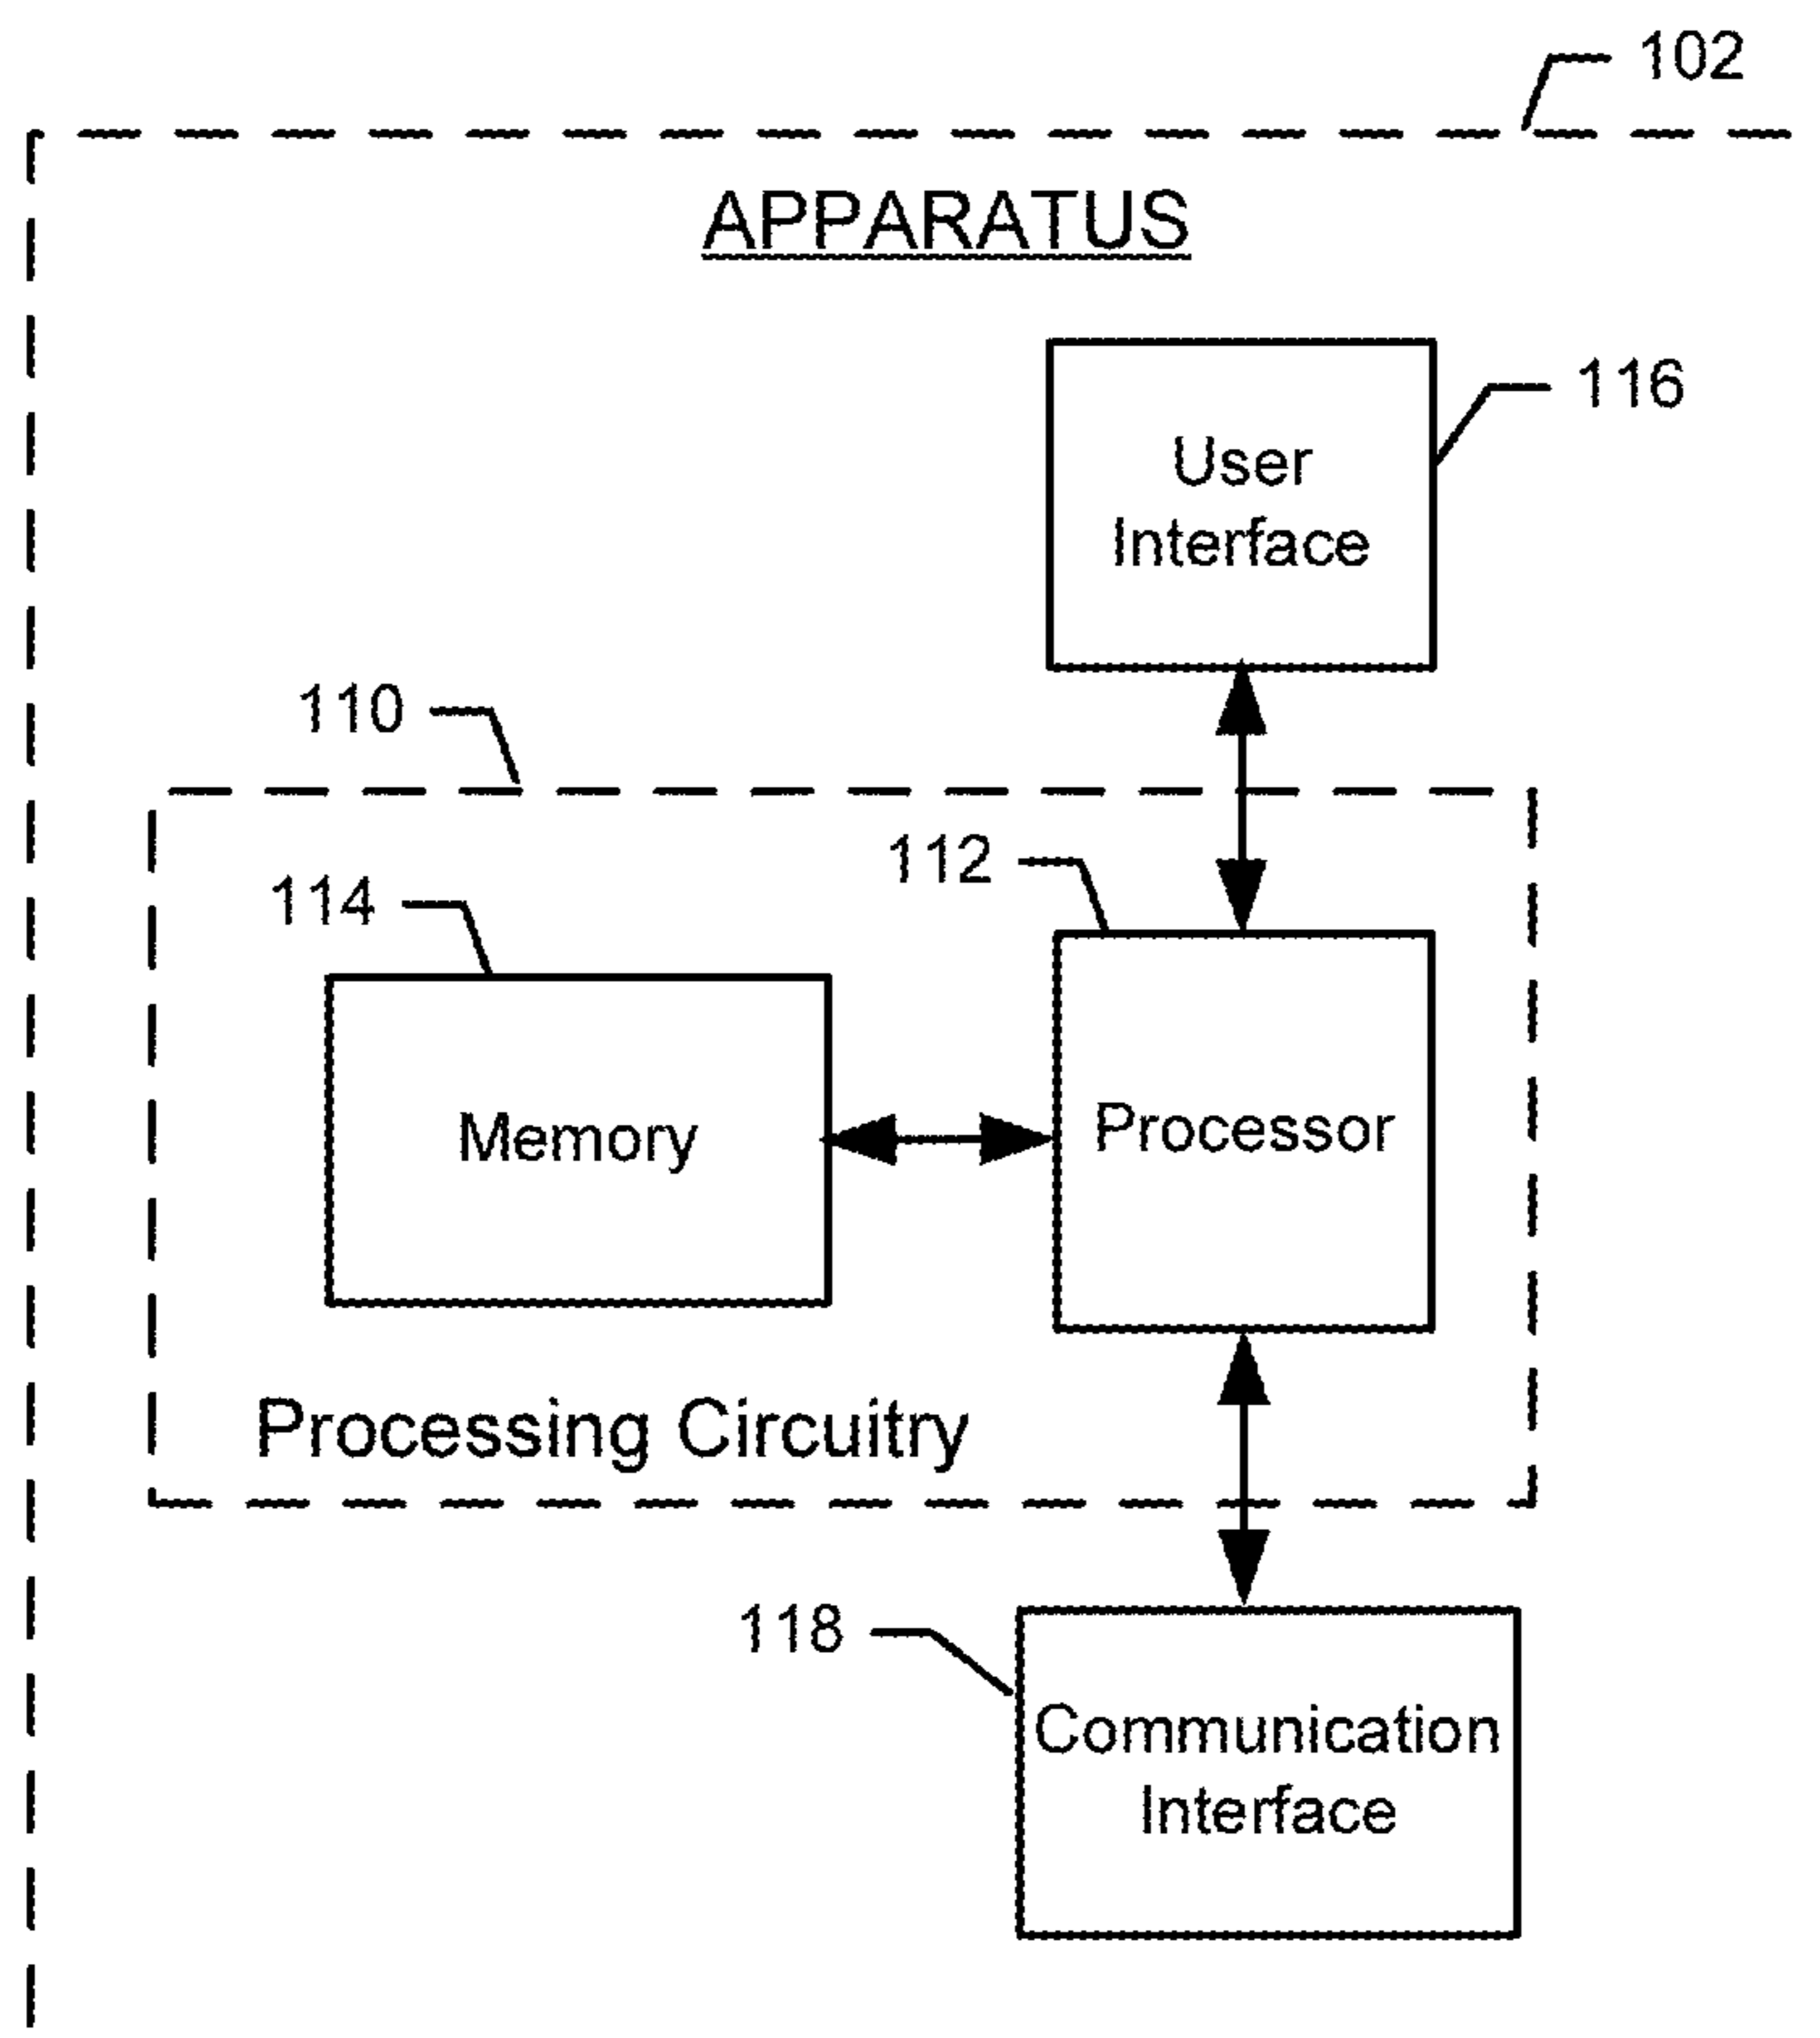 102
APPARATUS
116
User
Interface
110
112
114
Memory
Processor
Processing Circuitry
118
Communication
Interface